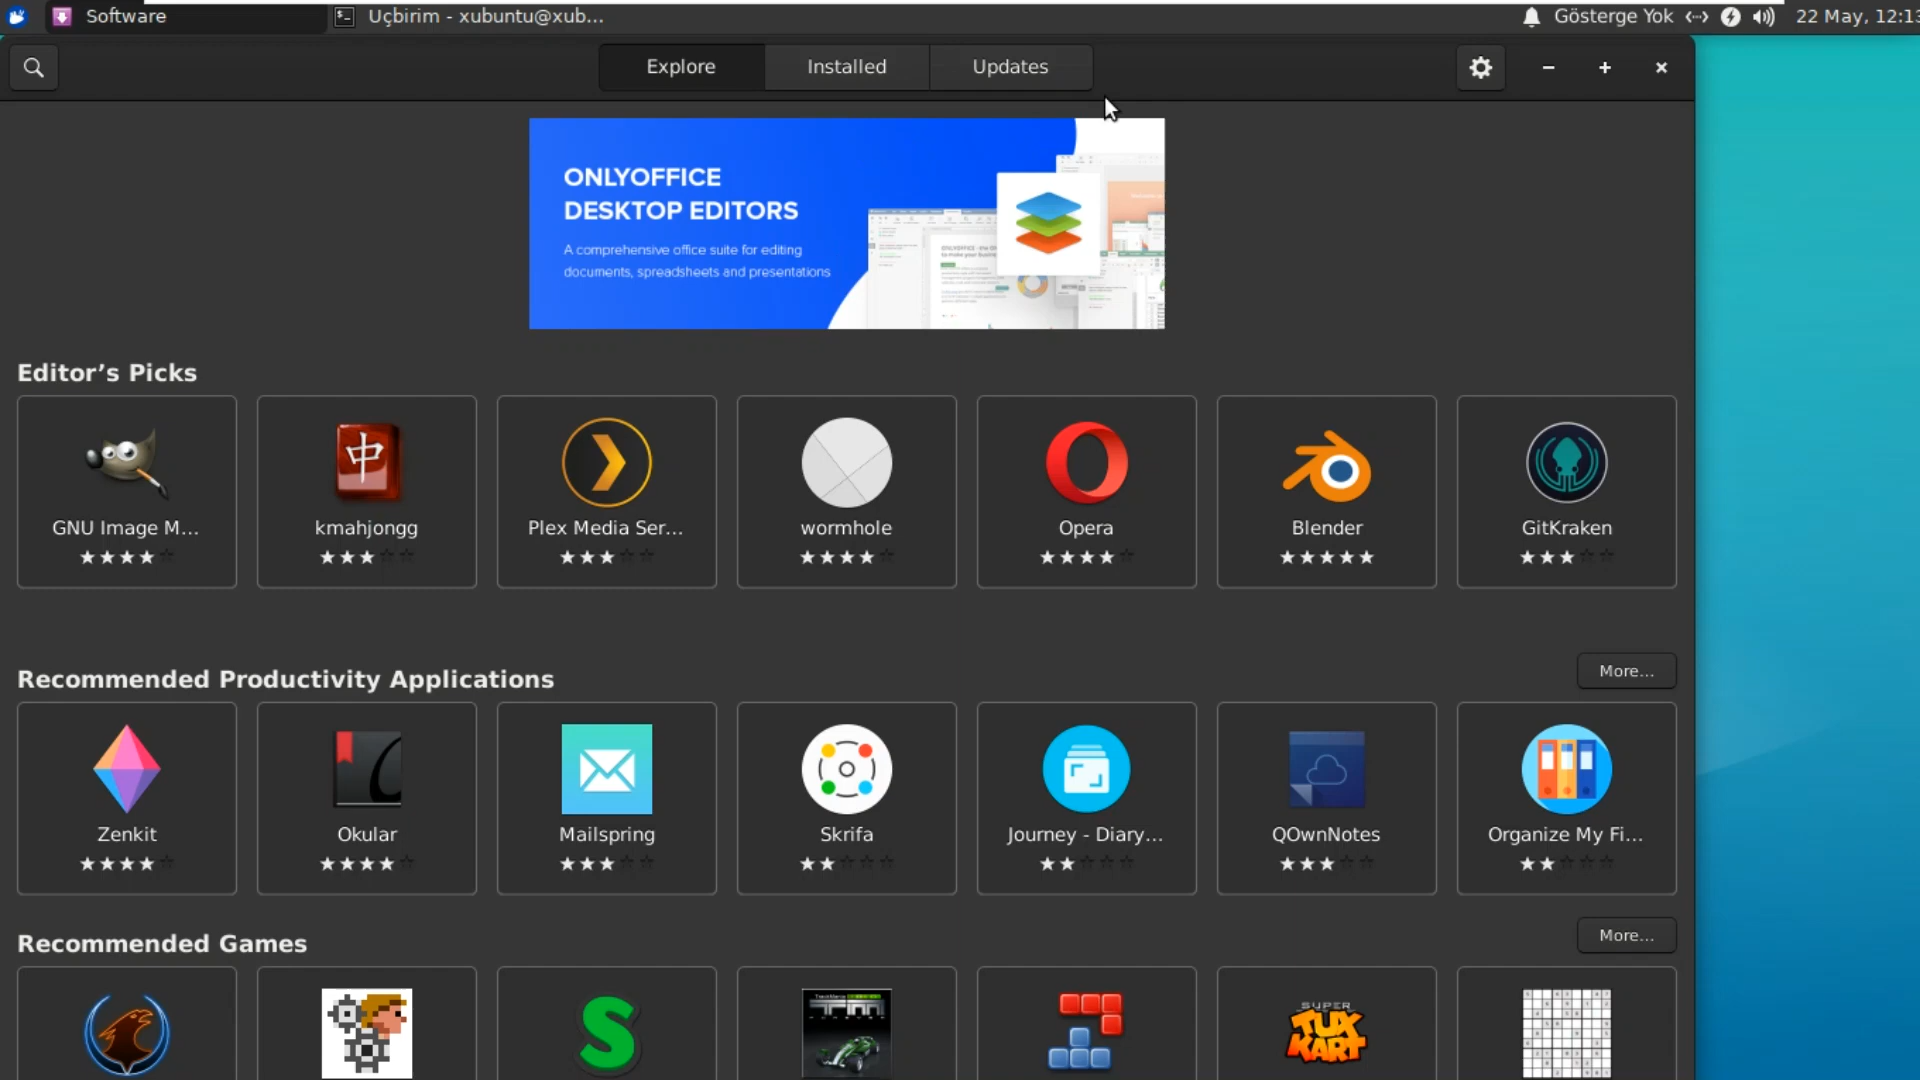 Software
Uçbirim - xubuntu@xub...
Gösterge Yok
22 May, 12:13
Explore
Installed
Updates
ONLYOFFICE
DESKTOP EDITORS
A comprehensive office suite for editing
documents, spreadsheets and presentations
Editor’s Picks
GNU Image M...
kmahjongg
中
Plex Media Ser...
wormhole
Opera
Blender
GitKraken
Recommended Productivity Applications
More...
Zenkit
Okular
Mailspring
Skrifa
Journey - Diary...
QOwnNotes
Organize My Fi...
Recommended Games
More...
S
SUPER
TUX
KART